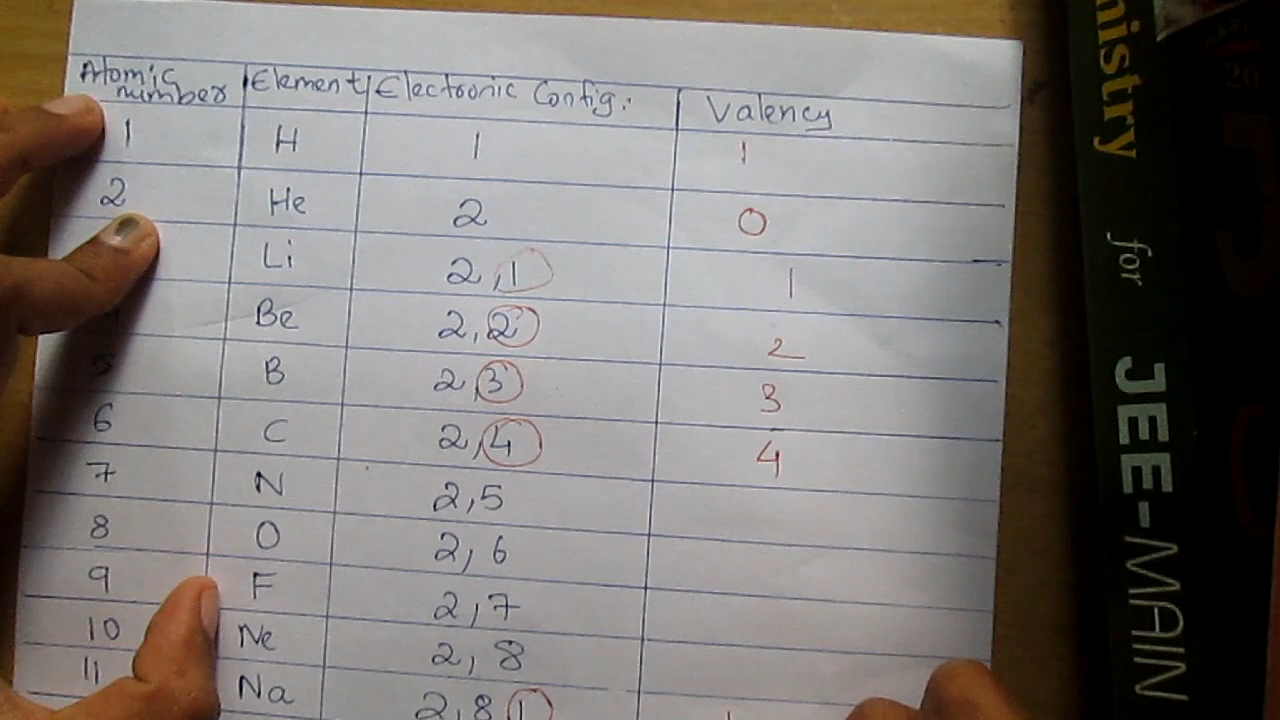 Atomic number Element Electronic Config. Valency
1 H 1 1
2 He 2 0
Li 2,1 1
Be 2,2 2
5 B 2,3 3
6 C 2,4 4
7 N 2,5
8 O 2,6
9 F 2,7
10 Ne 2,8
11 Na 2,8,1
mistry for JEE-MAIN